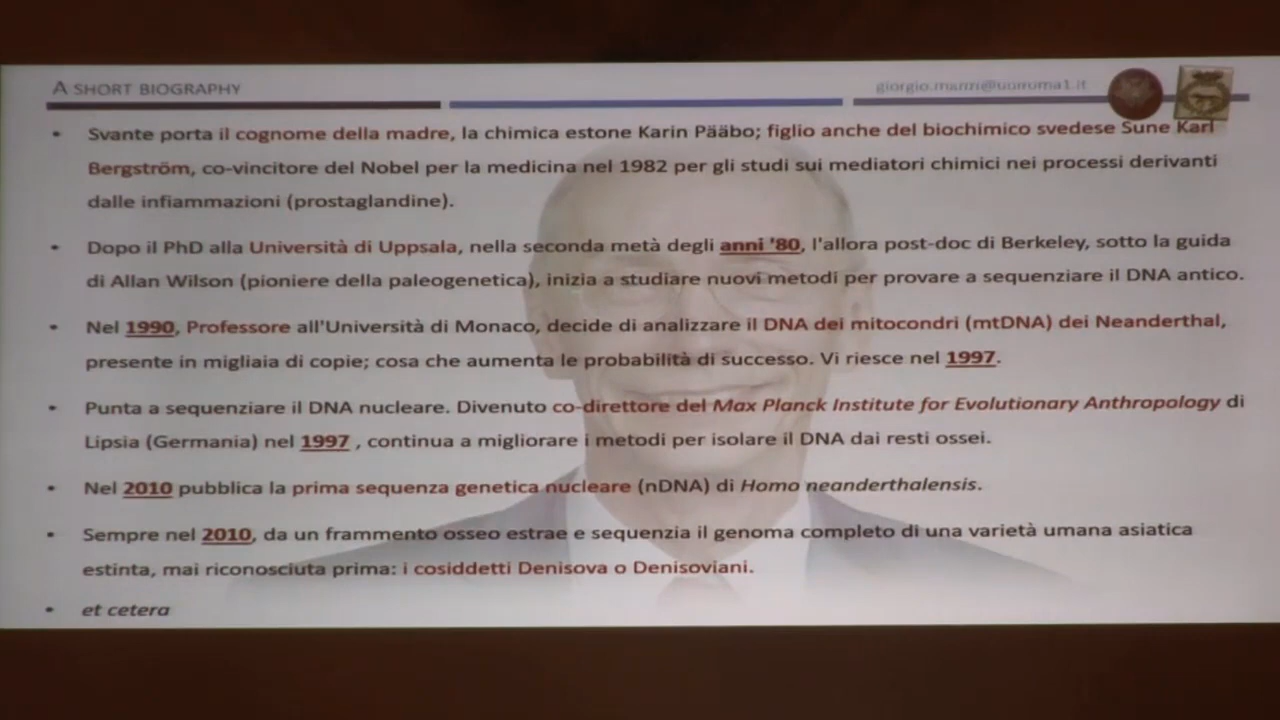 A SHORT BIOGRAPHY
• Svante porta il cognome della madre, la chimica estone Karin Pääbo; figlio anche del biochimico svedese Sune Karl
Bergström, co-vincitore del Nobel per la medicina nel 1982 per gli studi sui mediatori chimici nei processi derivanti
dalle infiammazioni (prostaglandine).
• Dopo il PhD alla Università di Uppsala, nella seconda metà degli anni '80, l'allora post-doc di Berkeley, sotto la guida
di Allan Wilson (pioniere della paleogenetica), inizia a studiare nuovi metodi per provare a sequenziare il DNA antico.
• Nel 1990, Professore all'Università di Monaco, decide di analizzare il DNA dei mitocondri (mtDNA) dei Neanderthal,
presente in migliaia di copie; cosa che aumenta le probabilità di successo. Vi riesce nel 1997.
• Punta a sequenziare il DNA nucleare. Divenuto co-direttore del Max Planck Institute for Evolutionary Anthropology di
Lipsia (Germania) nel 1997 , continua a migliorare i metodi per isolare il DNA dai resti ossei.
• Nel 2010 pubblica la prima sequenza genetica nucleare (nDNA) di Homo neanderthalensis.
• Sempre nel 2010, da un frammento osseo estrae e sequenzia il genoma completo di una varietà umana asiatica
estinta, mai riconosciuta prima: i cosiddetti Denisova o Denisoviani.
• et cetera